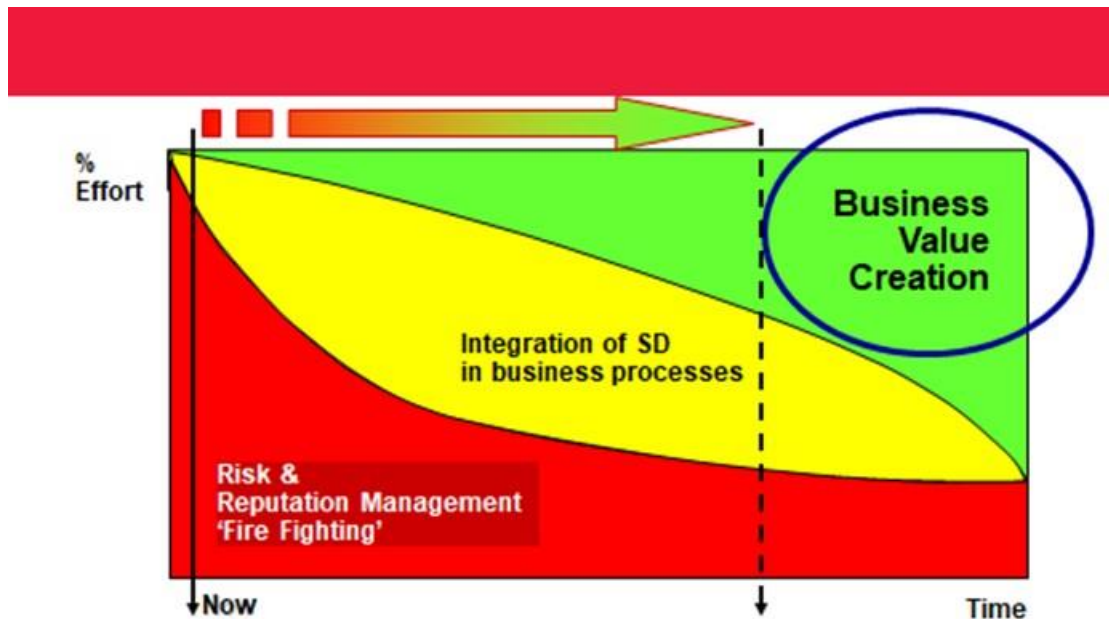 %
Effort
Business
Value
Creation
Integration of SD
in business processes
Risk &
Reputation Management
‘Fire Fighting’
Now
Time